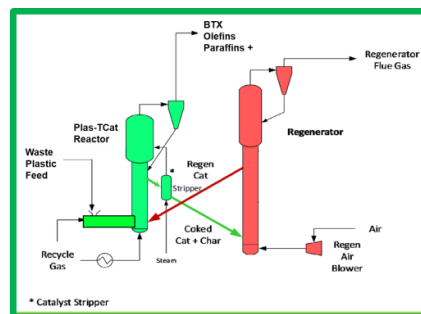 BTX
Olefins
Paraffins +
Regenerator
Flue Gas
Plas-TCat
Reactor
Regenerator
*
Regen
Cat
Stripper
Waste
Plastic
Feed
Coked
Cat + Char
Air
Recycle
Gas
Steam
Regen
Air
Blower
* Catalyst Stripper